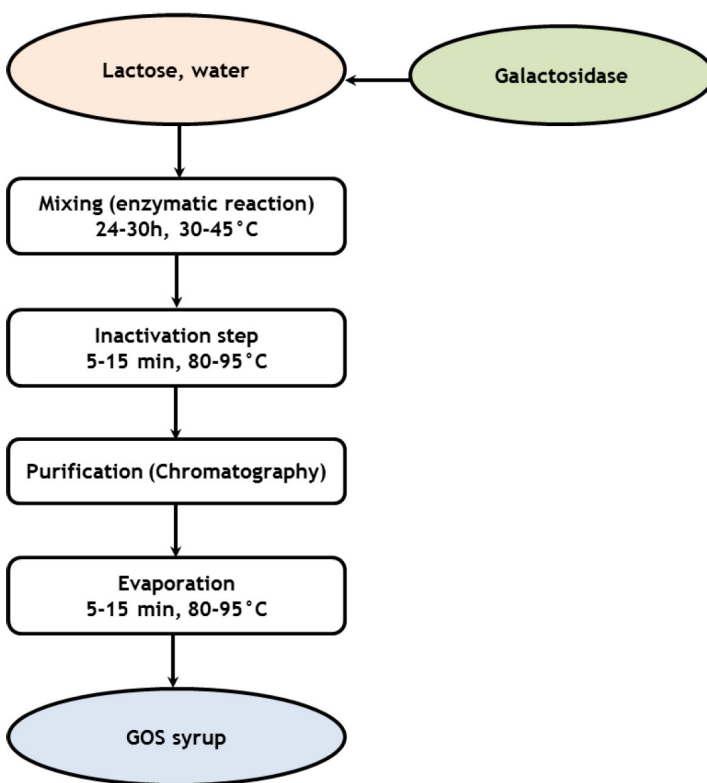 Lactose, water
Galactosidase
Mixing (enzymatic reaction)
24-30h, 30-45°C
Inactivation step
5-15 min, 80-95°C
Purification (Chromatography)
Evaporation
5-15 min, 80-95°C
GOS syrup